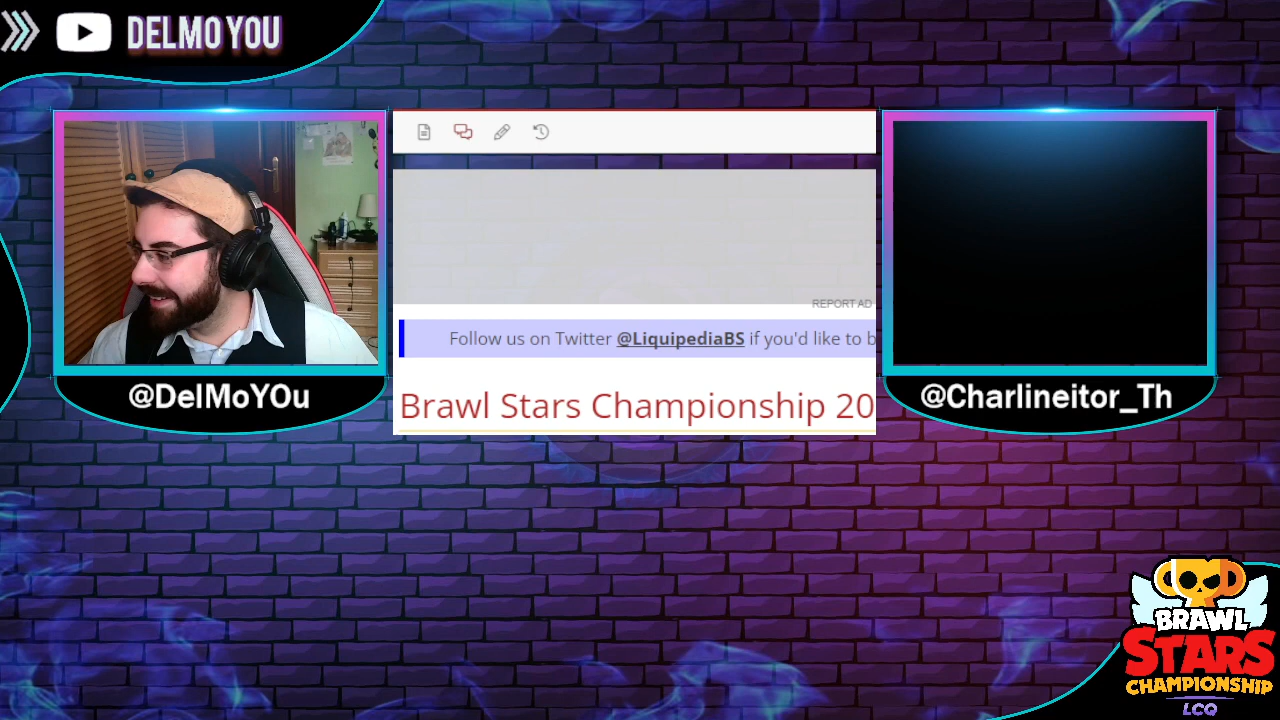 DELMO YOU
REPORT AD
Follow us on Twitter @LiquipediaBS if you'd like to b
Brawl Stars Championship 20
@DelMoYOu
@Charlineitor_Th
BRAWL
STARS
CHAMPIONSHIP
LCQ